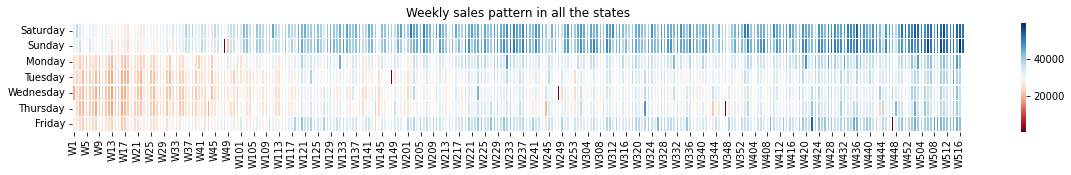 Weekly sales pattern in all the states
Saturday
Sunday
Monday
Tuesday
Wednesday
Thursday
Friday
40000
20000
W1 W5 W9 W13 W17 W21 W25 W29 W33 W37 W41 W45 W49 W101 W105 W109 W113 W117 W121 W125 W129 W133 W137 W141 W145 W149 W201 W205 W209 W213 W217 W221 W225 W229 W233 W237 W241 W245 W249 W253 W304 W308 W312 W316 W320 W324 W328 W332 W336 W340 W344 W348 W352 W404 W408 W412 W416 W420 W424 W428 W432 W436 W440 W444 W448 W452 W504 W508 W512 W516